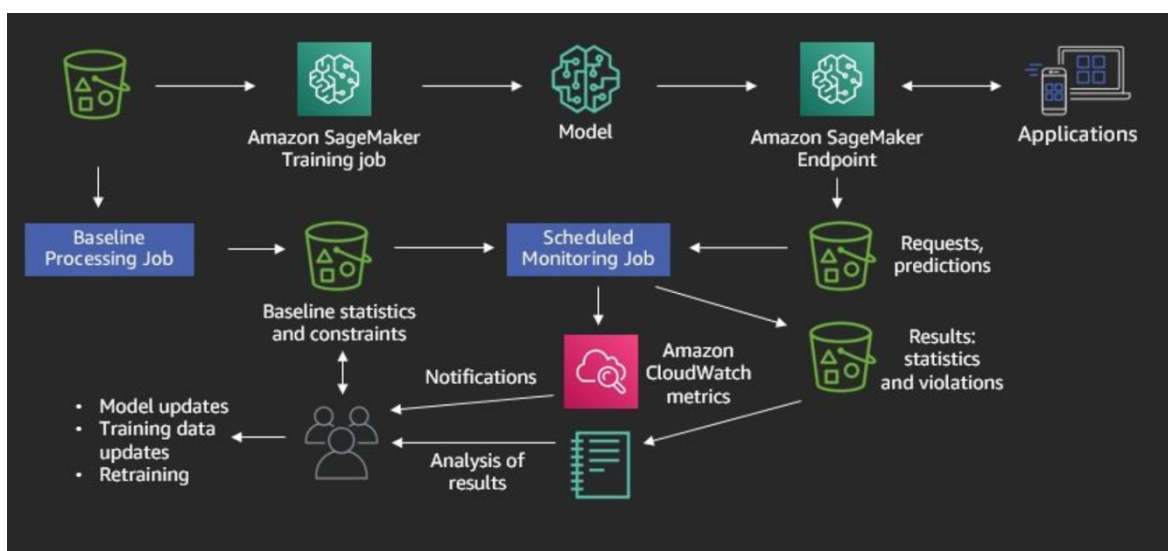 Amazon SageMaker
Training job
Model
Amazon SageMaker
Endpoint
Applications
Baseline
Processing Job
Baseline statistics
and constraints
Scheduled
Monitoring Job
Requests,
predictions
Amazon
CloudWatch
metrics
Results:
statistics
and violations
Notifications
Analysis of
results
• Model updates
• Training data
updates
• Retraining